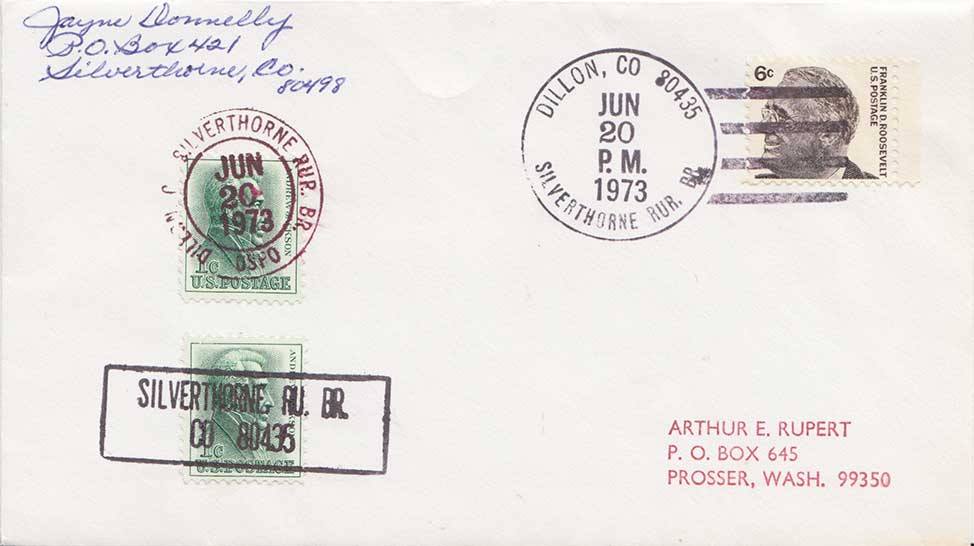 Jayne Donnelly
P.O. Box 421
Silverthorne, Co.
80498
DILLON, CO 80435
JUN
20
P.M.
1973
SILVERTHORNE RUR. BR.
6c
FRANKLIN D. ROOSEVELT
U.S. POSTAGE
SILVERTHORNE RUR. BR.
JUN
20
1973
USPO
1c
U.S. POSTAGE
SILVERTHORNE RU. BR.
CO 80435
1c
U.S. POSTAGE
ARTHUR E. RUPERT
P. O. BOX 645
PROSSER, WASH. 99350